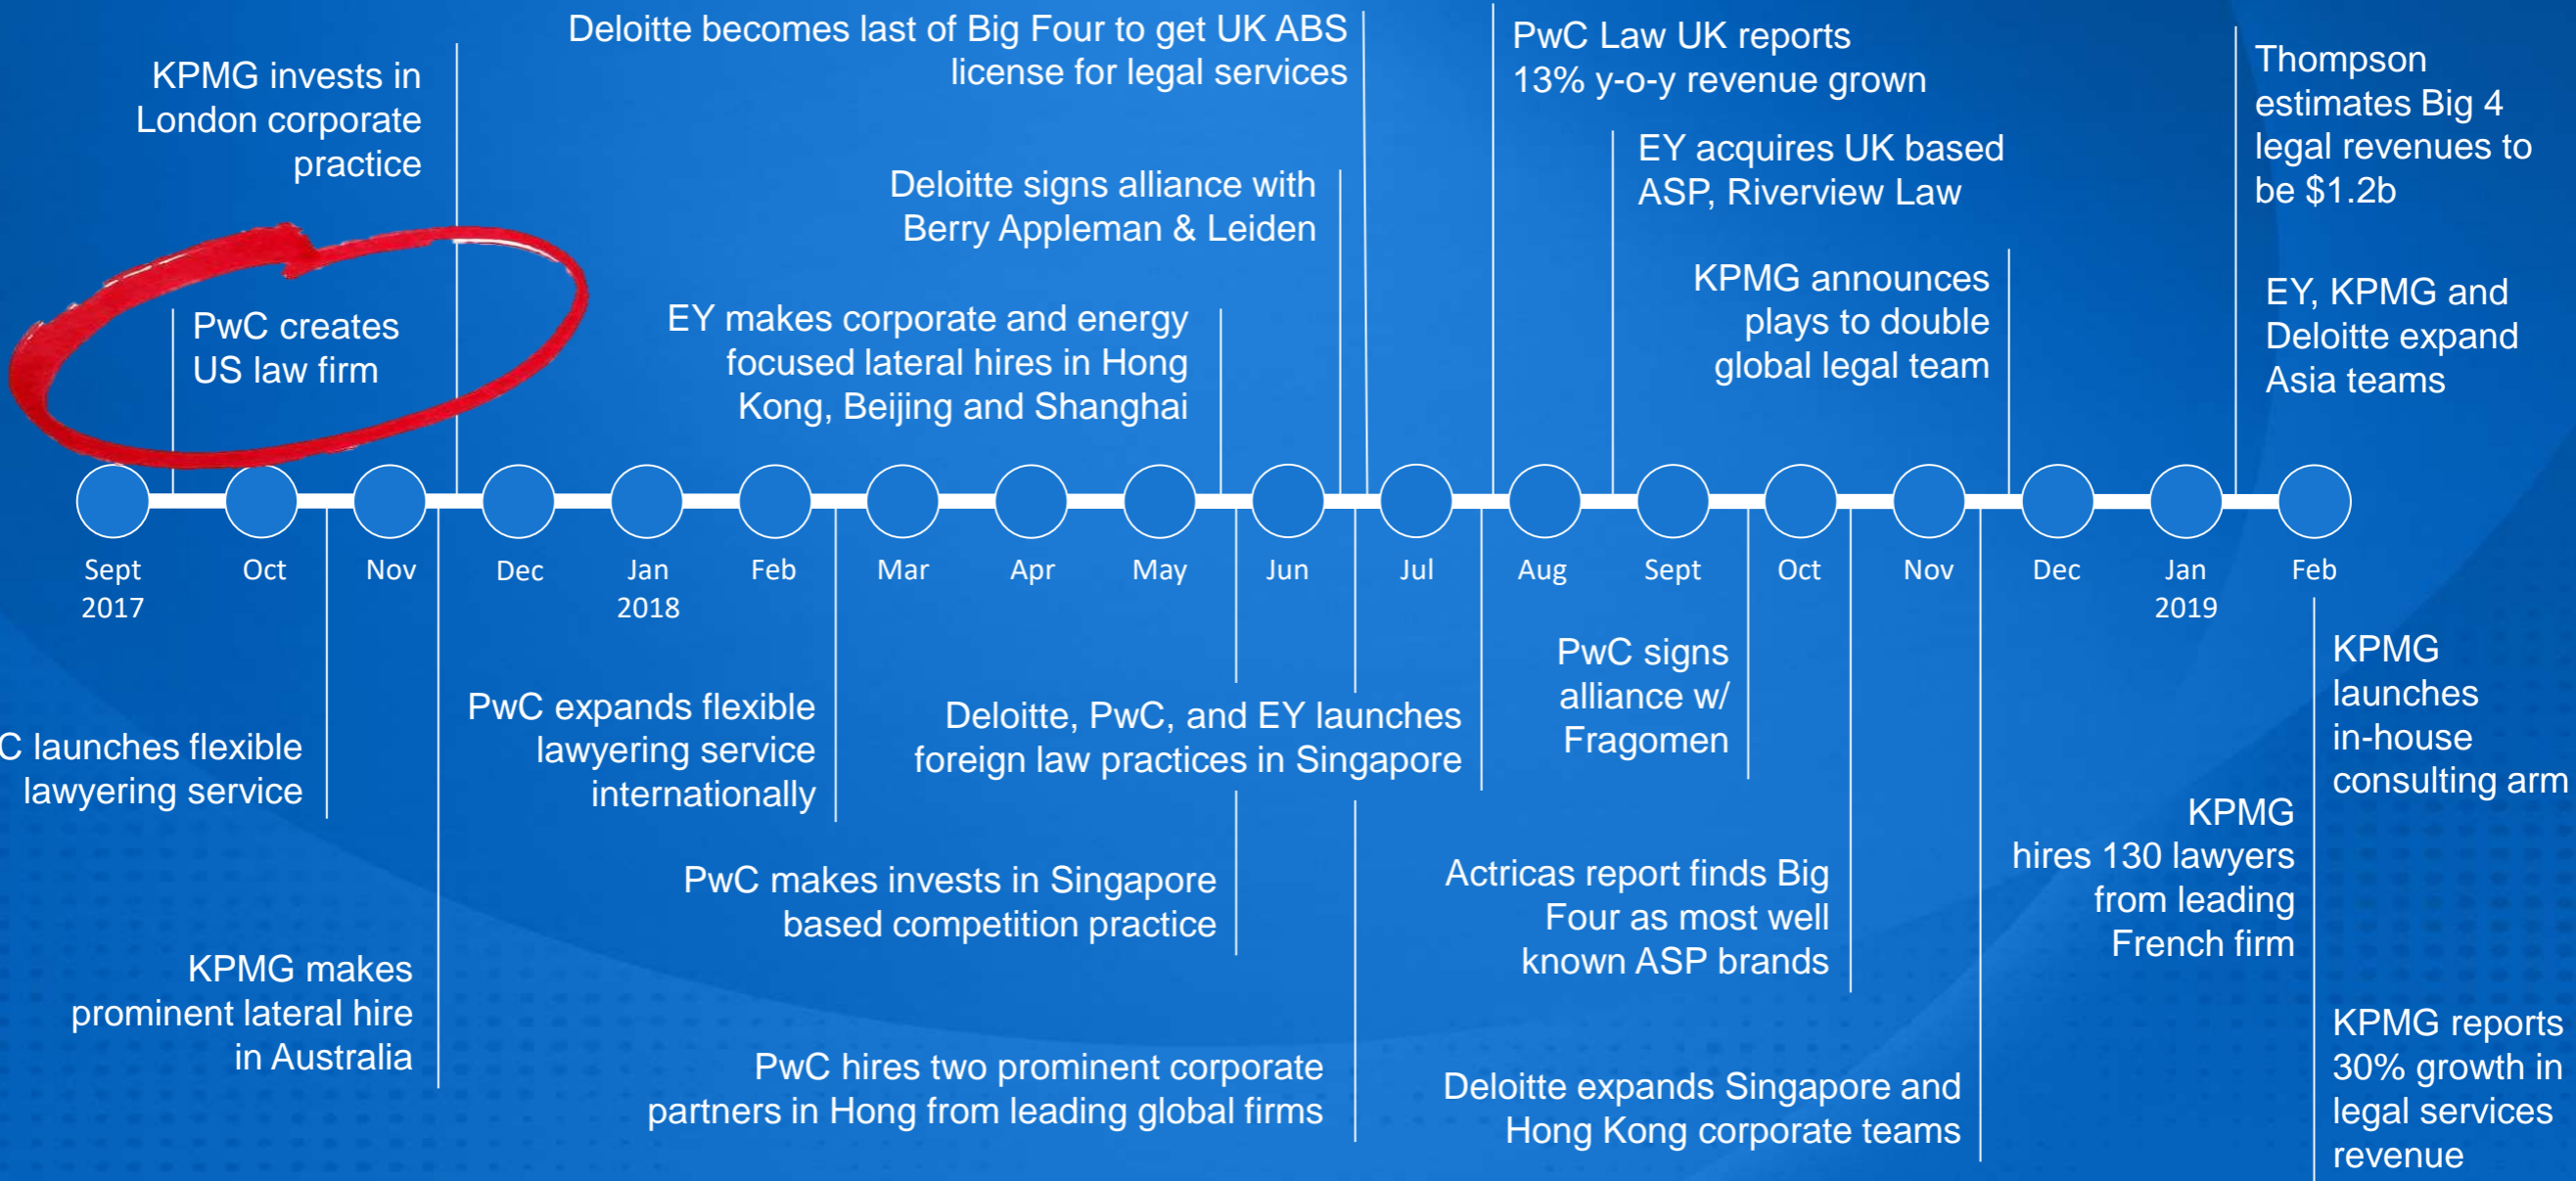 Deloitte becomes last of Big Four to get UK ABS
license for legal services
KPMG invests in
London corporate
practice
PwC Law UK reports
13% y-o-y revenue grown
Thompson
estimates Big 4
legal revenues to
be $1.2b
EY acquires UK based
ASP, Riverview Law
Deloitte signs alliance with
Berry Appleman & Leiden
KPMG announces
plays to double
global legal team
EY, KPMG and
Deloitte expand
Asia teams
PwC creates
US law firm
EY makes corporate and energy
focused lateral hires in Hong
Kong, Beijing and Shanghai
Sept
2017
Oct
Nov
Dec
Jan
2018
Feb
Mar
Apr
May
Jun
Jul
Aug
Sept
Oct
Nov
Dec
Jan
2019
Feb
C launches flexible
lawyering service
PwC expands flexible
lawyering service
internationally
Deloitte, PwC, and EY launches
foreign law practices in Singapore
PwC signs
alliance w/
Fragomen
KPMG
launches
in-house
consulting arm
KPMG
hires 130 lawyers
from leading
French firm
PwC makes invests in Singapore
based competition practice
Actricas report finds Big
Four as most well
known ASP brands
KPMG makes
prominent lateral hire
in Australia
PwC hires two prominent corporate
partners in Hong from leading global firms
Deloitte expands Singapore and
Hong Kong corporate teams
KPMG reports
30% growth in
legal services
revenue